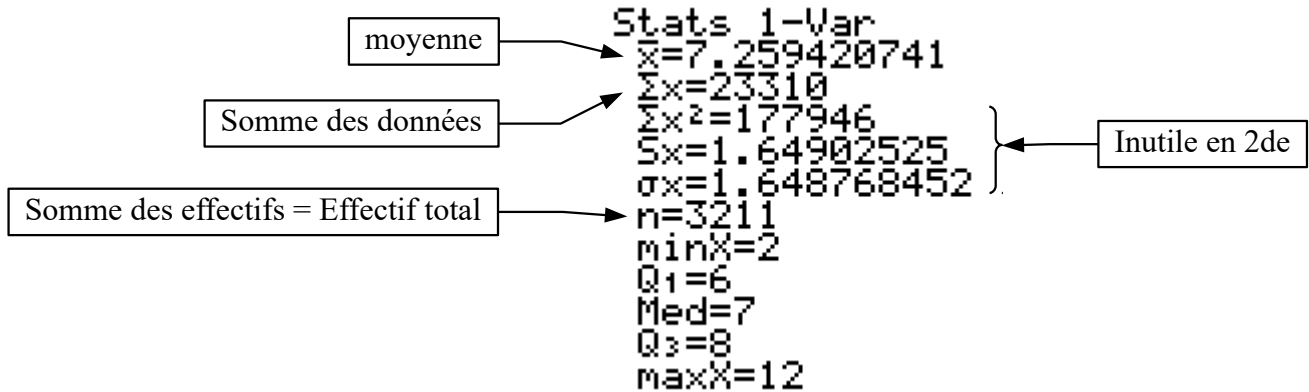 Stats 1-Var
moyenne
x̄=7.259420741
Σx=23310
Somme des données
Σx²=177946
Sx=1.64902525
Inutile en 2de
σx=1.648768452
Somme des effectifs = Effectif total
n=3211
minX=2
Q₁=6
Med=7
Q₃=8
maxX=12